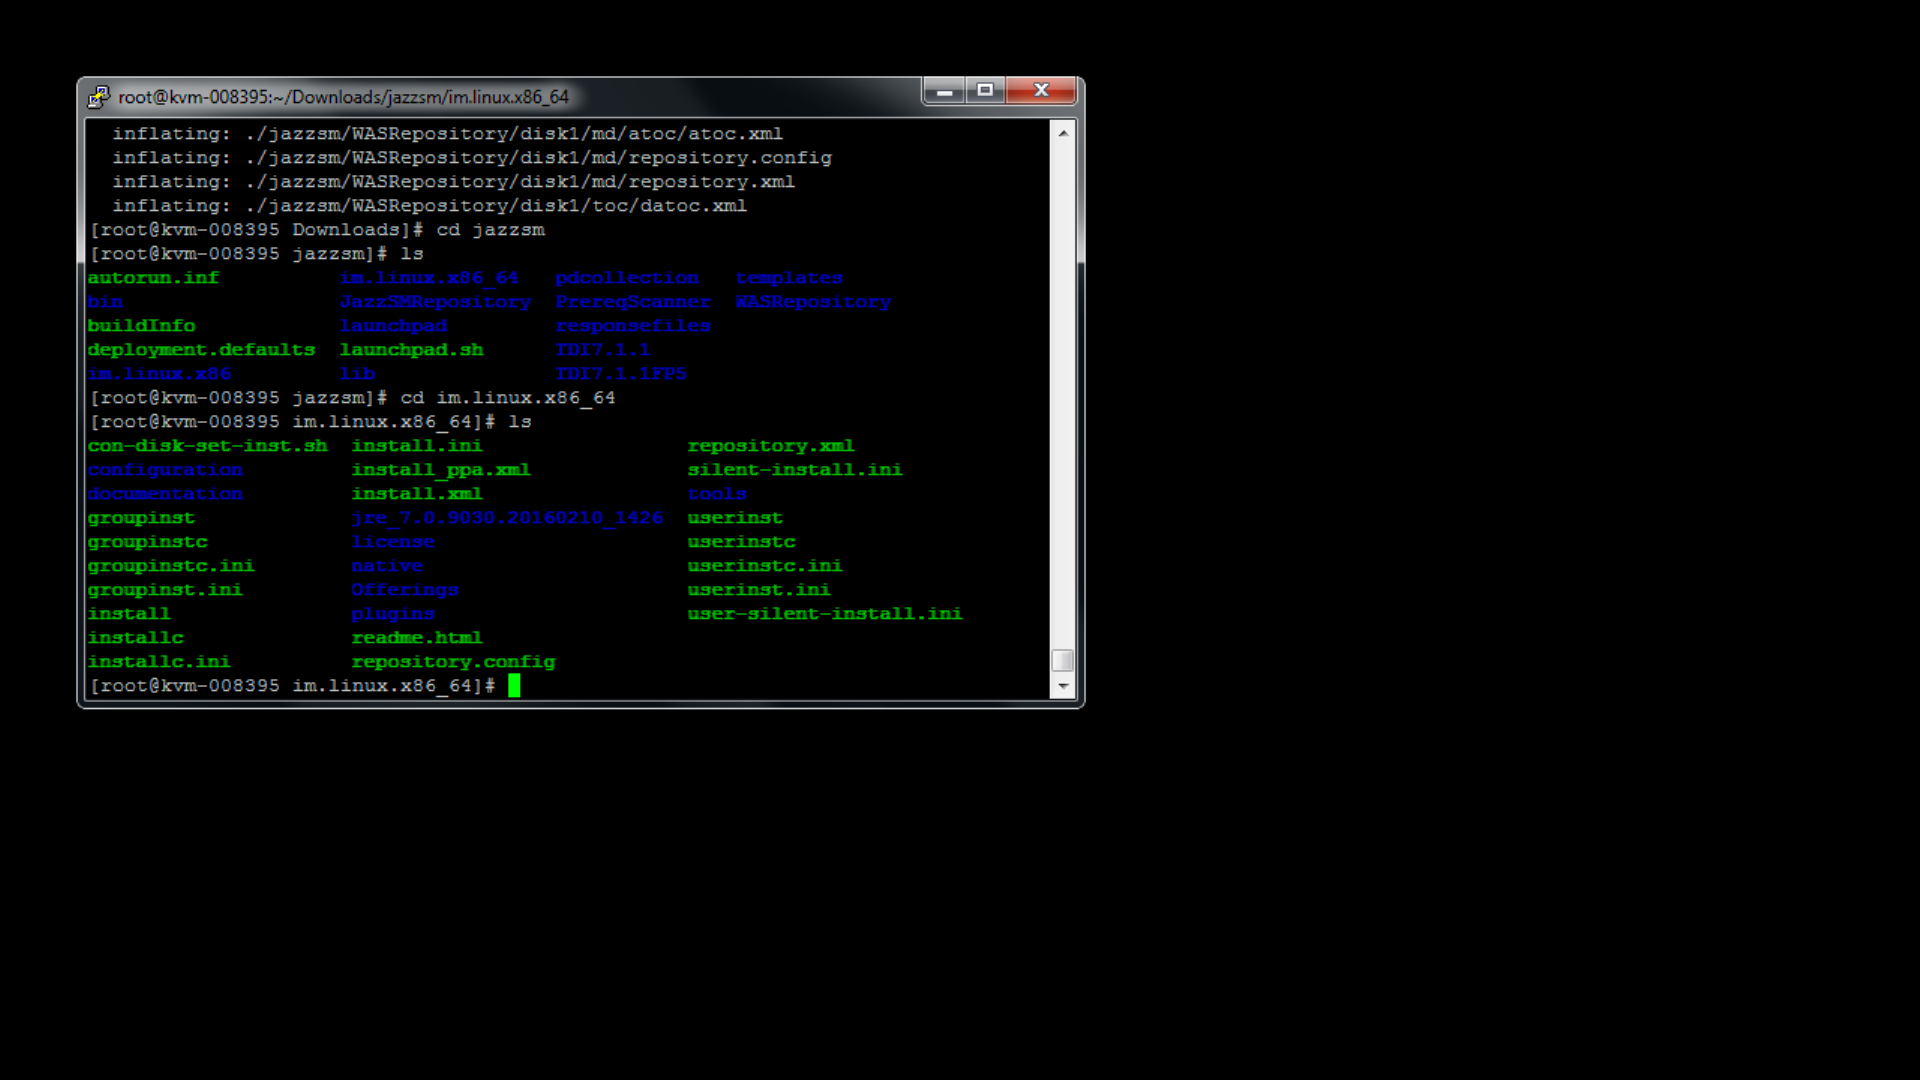 root@kvm-008395:~/Downloads/jazzsm/im.linux.x86_64
inflating: ./jazzsm/WASRepository/disk1/md/atoc/atoc.xml
inflating: ./jazzsm/WASRepository/disk1/md/repository.config
inflating: ./jazzsm/WASRepository/disk1/md/repository.xml
inflating: ./jazzsm/WASRepository/disk1/toc/datoc.xml
[root@kvm-008395 Downloads]# cd jazzsm
[root@kvm-008395 jazzsm]# ls
autorun.inf im.linux.x86_64 pdcollection templates
bin JazzSMRepository PrereqScanner WASRepository
buildInfo launchpad responsefiles
deployment.defaults launchpad.sh TDI7.1.1
im.linux.x86 lib TDI7.1.1FP5
[root@kvm-008395 jazzsm]# cd im.linux.x86_64
[root@kvm-008395 im.linux.x86_64]# ls
con-disk-set-inst.sh install.ini repository.xml
configuration install_ppa.xml silent-install.ini
documentation install.xml tools
groupinst jre_7.0.9030.20160210_1426 userinst
groupinstc license userinstc
groupinstc.ini native userinstc.ini
groupinst.ini Offerings userinst.ini
install plugins user-silent-install.ini
installc readme.html
installc.ini repository.config
[root@kvm-008395 im.linux.x86_64]#